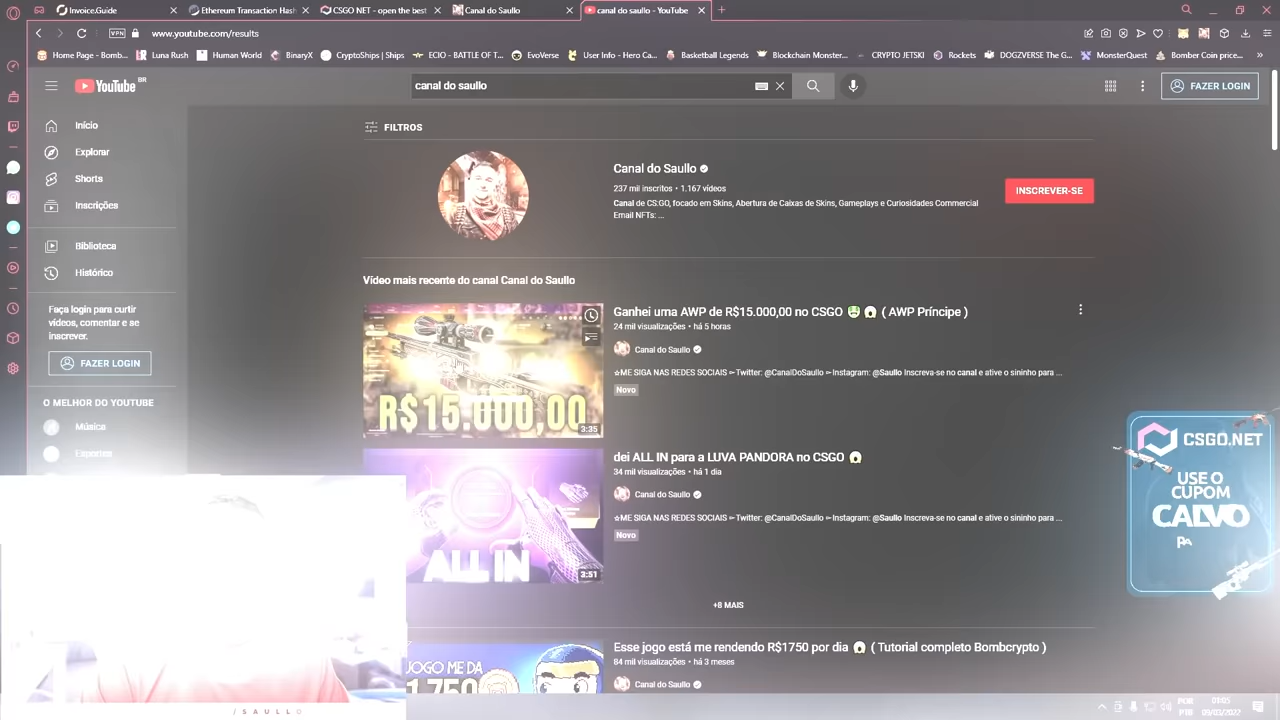 Invoice.Guide
Ethereum Transaction Hash
CSGO NET - open the best
Canal do Saullo
canal do saullo - YouTube
VPN
www.youtube.com/results
Home Page - Bomb...
Luna Rush
Human World
BinaryX
CryptoShips | Ships
ECIO - BATTLE OF T...
EvoVerse
User Info - Hero Ca...
Basketball Legends
Blockchain Monster...
CRYPTO JETSKI
Rockets
DOGZVERSE The G...
MonsterQuest
Bomber Coin price...
YouTube BR
canal do saullo
FAZER LOGIN
Início
Explorar
Shorts
Inscrições
Biblioteca
Histórico
Faça login para curtir
vídeos, comentar e se
inscrever.
FAZER LOGIN
O MELHOR DO YOUTUBE
Música
Esportes
FILTROS
Canal do Saullo
237 mil inscritos • 1.167 vídeos
Canal de CS:GO, focado em Skins, Abertura de Caixas de Skins, Gameplays e Curiosidades Commercial
Email NFTs: ...
INSCREVER-SE
Vídeo mais recente do canal Canal do Saullo
R$15.000,00
3:35
Ganhei uma AWP de R$15.000,00 no CSGO 🤑 😱 ( AWP Príncipe )
24 mil visualizações • há 5 horas
Canal do Saullo
☆ME SIGA NAS REDES SOCIAIS ➳ Twitter: @CanalDoSaullo ➳ Instagram: @Saullo Inscreva-se no canal e ative o sininho para ...
Novo
ALL IN
3:51
dei ALL IN para a LUVA PANDORA no CSGO 😱
34 mil visualizações • há 1 dia
Canal do Saullo
☆ME SIGA NAS REDES SOCIAIS ➳ Twitter: @CanalDoSaullo ➳ Instagram: @Saullo Inscreva-se no canal e ative o sininho para ...
Novo
+8 MAIS
JOGO ME DA
1.750
Esse jogo está me rendendo R$1750 por dia 😱 ( Tutorial completo Bombcrypto )
84 mil visualizações • há 3 meses
Canal do Saullo
CSGO.NET
USE O
CUPOM
CALVO
/SAULLO
POR
PTB
01:05
09/03/2022